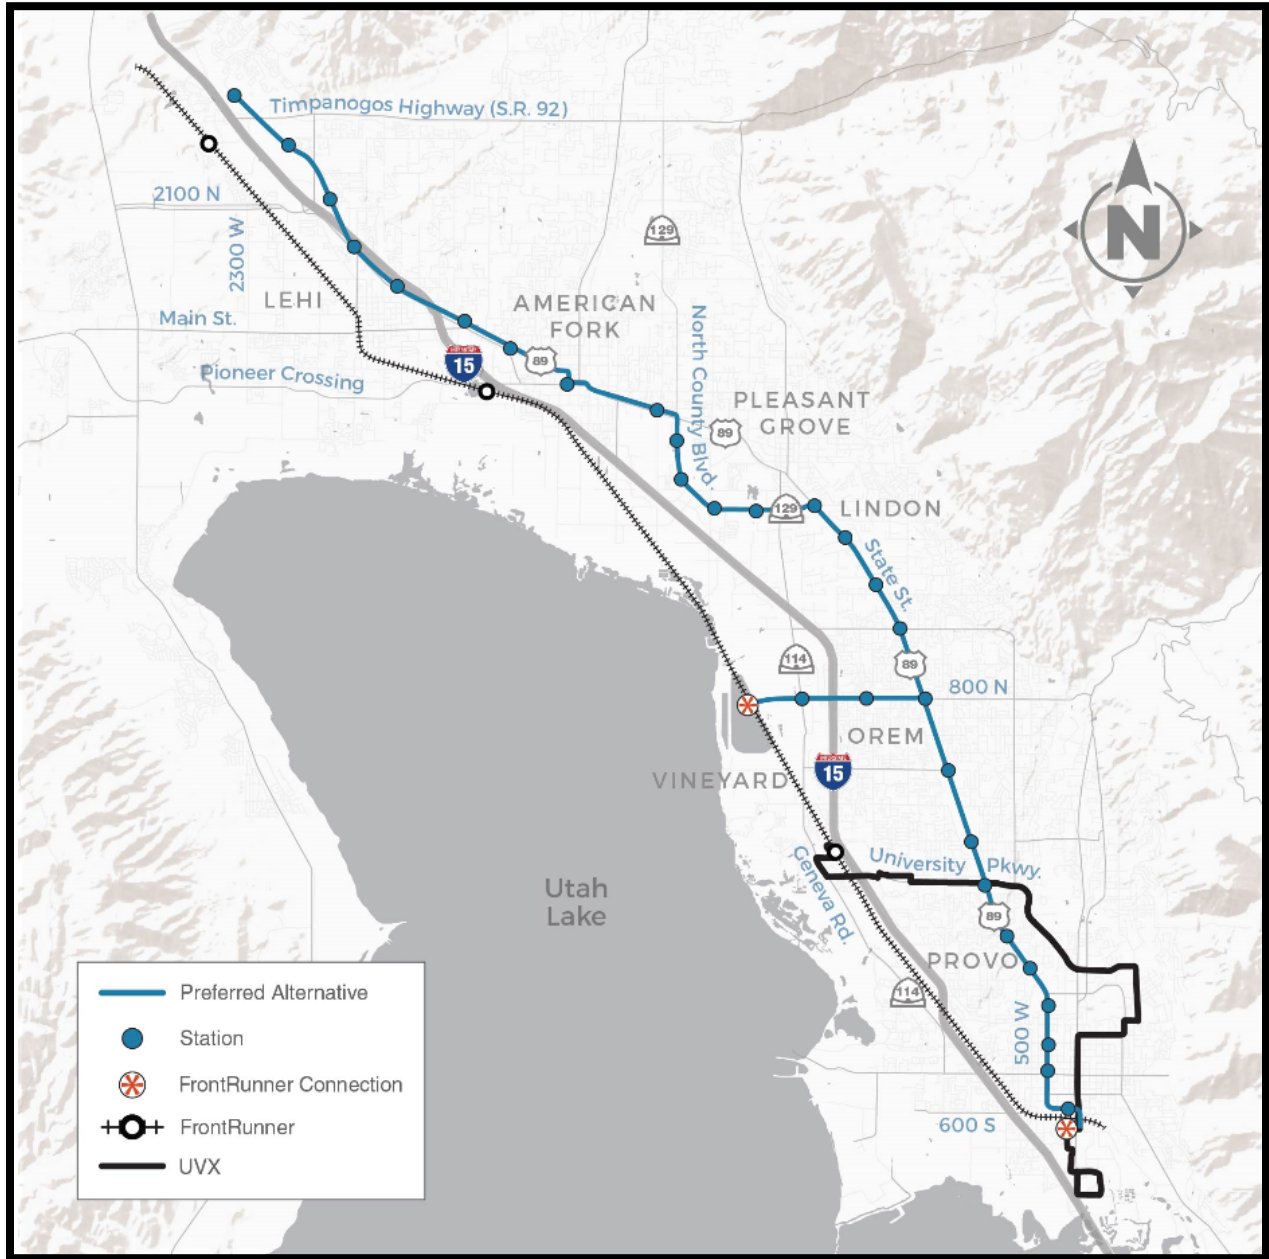 Timpanogos Highway (S.R. 92)
2100 N
2300 W
LEHI
Main St.
Pioneer Crossing
15
AMERICAN
FORK
89
129
North County Blvd.
PLEASANT
GROVE
89
129
LINDON
State St.
89
114
800 N
OREM
15
VINEYARD
University Pkwy.
Geneva Rd.
89
PROVO
114
500 W
600 S
Utah
Lake
N
Preferred Alternative
Station
FrontRunner Connection
FrontRunner
UVX